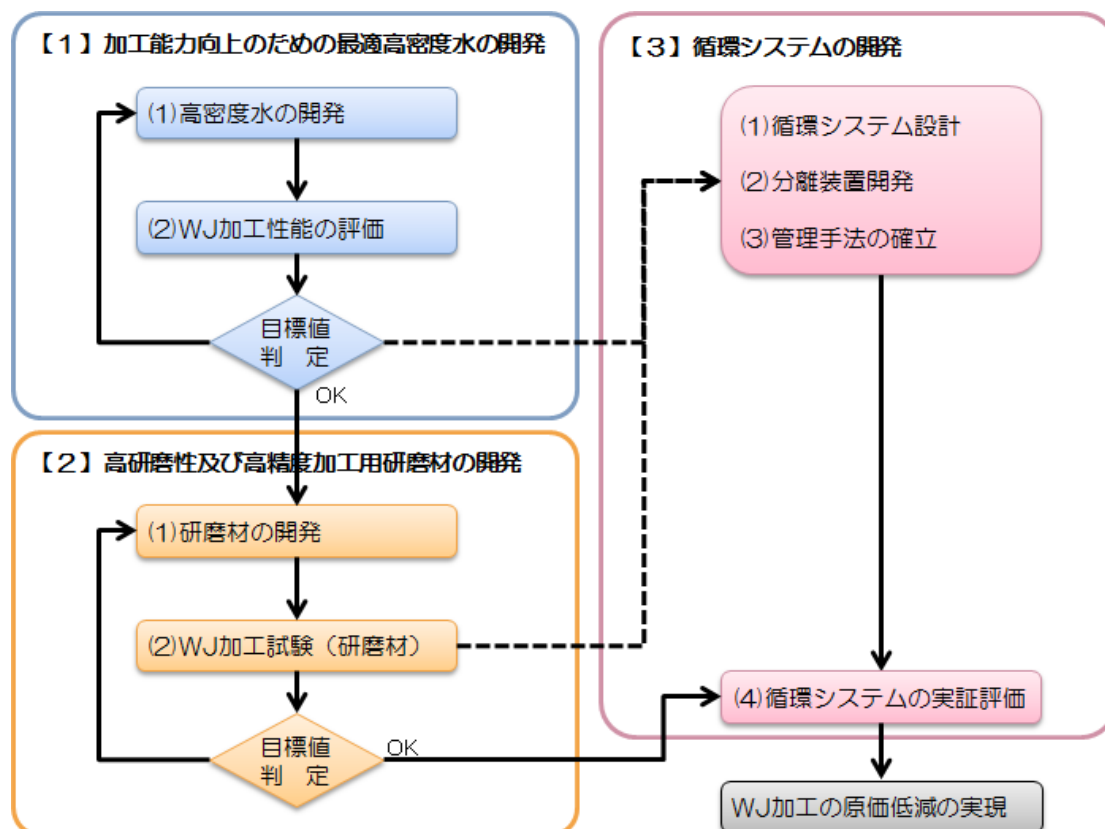 【1】加工能力向上のための最適高密度水の開発
(1)高密度水の開発
(2)WJ加工性能の評価
目標値
判　定
OK
【2】高研磨性及び高精度加工用研磨材の開発
(1)研磨材の開発
(2)WJ加工試験（研磨材）
目標値
判　定
OK
【3】循環システムの開発
(1)循環システム設計
(2)分離装置開発
(3)管理手法の確立
(4)循環システムの実証評価
WJ加工の原価低減の実現